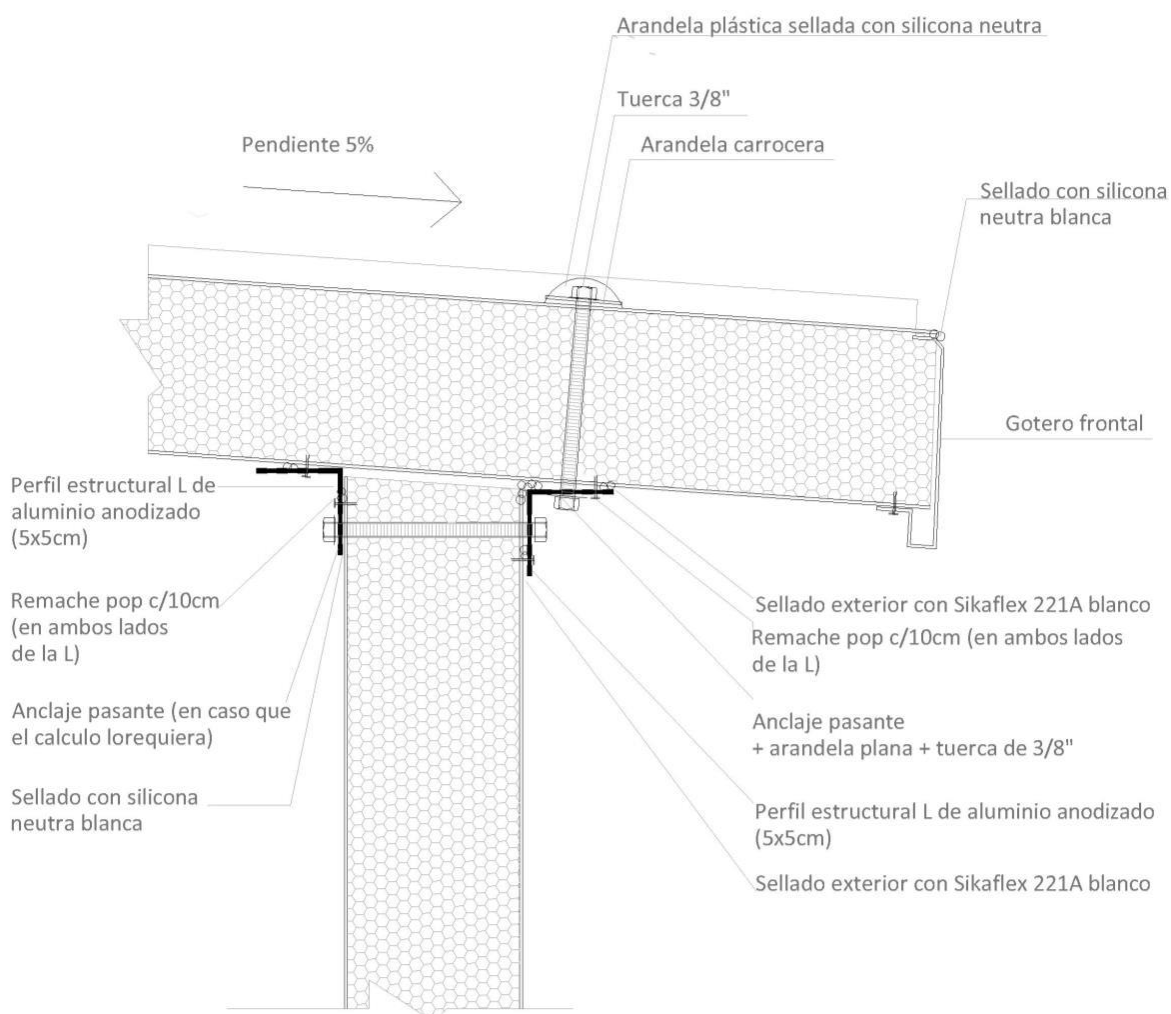 Arandela plástica sellada con silicona neutra
Tuerca 3/8"
Pendiente 5%
Arandela carrocera
Sellado con silicona
neutra blanca
Gotero frontal
Perfil estructural L de
aluminio anodizado
(5x5cm)
Remache pop c/10cm
(en ambos lados
de la L)
Anclaje pasante (en caso que
el calculo lorequiera)
Sellado con silicona
neutra blanca
Sellado exterior con Sikaflex 221A blanco
Remache pop c/10cm (en ambos lados
de la L)
Anclaje pasante
+ arandela plana + tuerca de 3/8"
Perfil estructural L de aluminio anodizado
(5x5cm)
Sellado exterior con Sikaflex 221A blanco